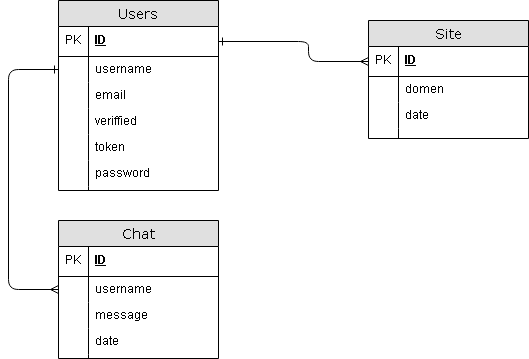 Users
PK ID
username
email
veriffied
token
password
Site
PK ID
domen
date
Chat
PK ID
username
message
date